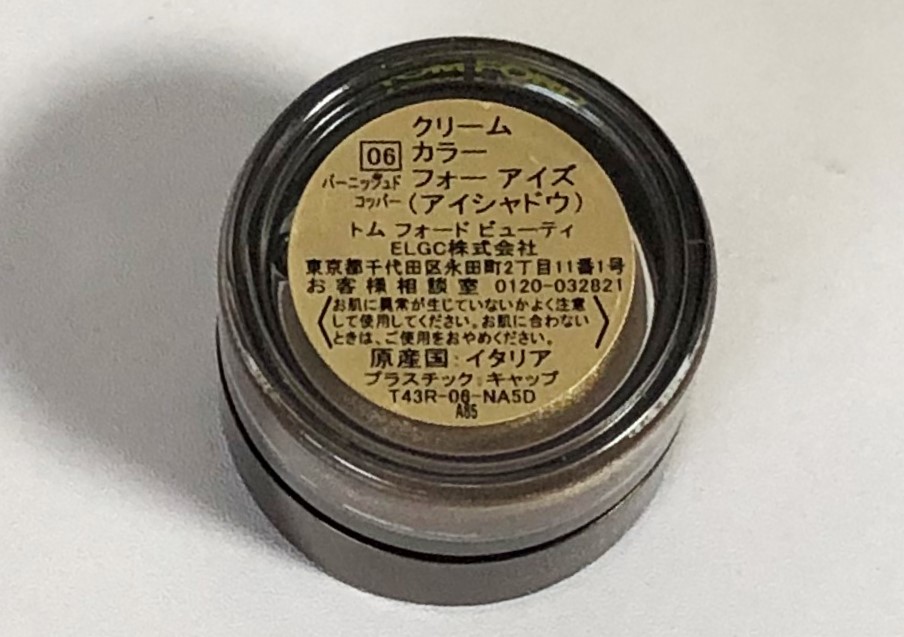 TOM FORD
クリーム
06 カラー
バーニッシュド フォー アイズ
コッパー (アイシャドウ)
トム フォード ビューティ
ELGC株式会社
東京都千代田区永田町2丁目11番1号
お客様相談室 0120-032821
お肌に異常が生じていないかよく注意
して使用してください。お肌に合わない
ときは、ご使用をおやめください。
原産国:イタリア
プラスチック:キャップ
T43R-06-NA5D
A85